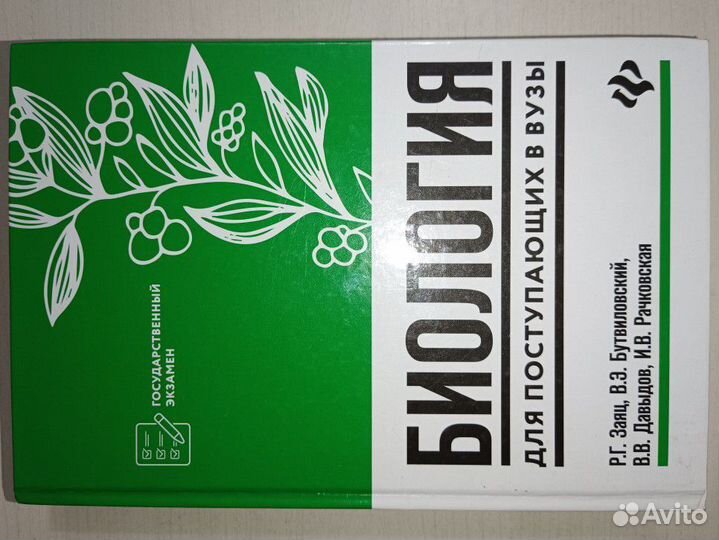 Р.Г. Заяц, В.Э. Бутвиловский,
В.В. Давыдов, И.В. Рачковская
БИОЛОГИЯ
ДЛЯ ПОСТУПАЮЩИХ В ВУЗЫ
ГОСУДАРСТВЕННЫЙ
ЭКЗАМЕН
Avito